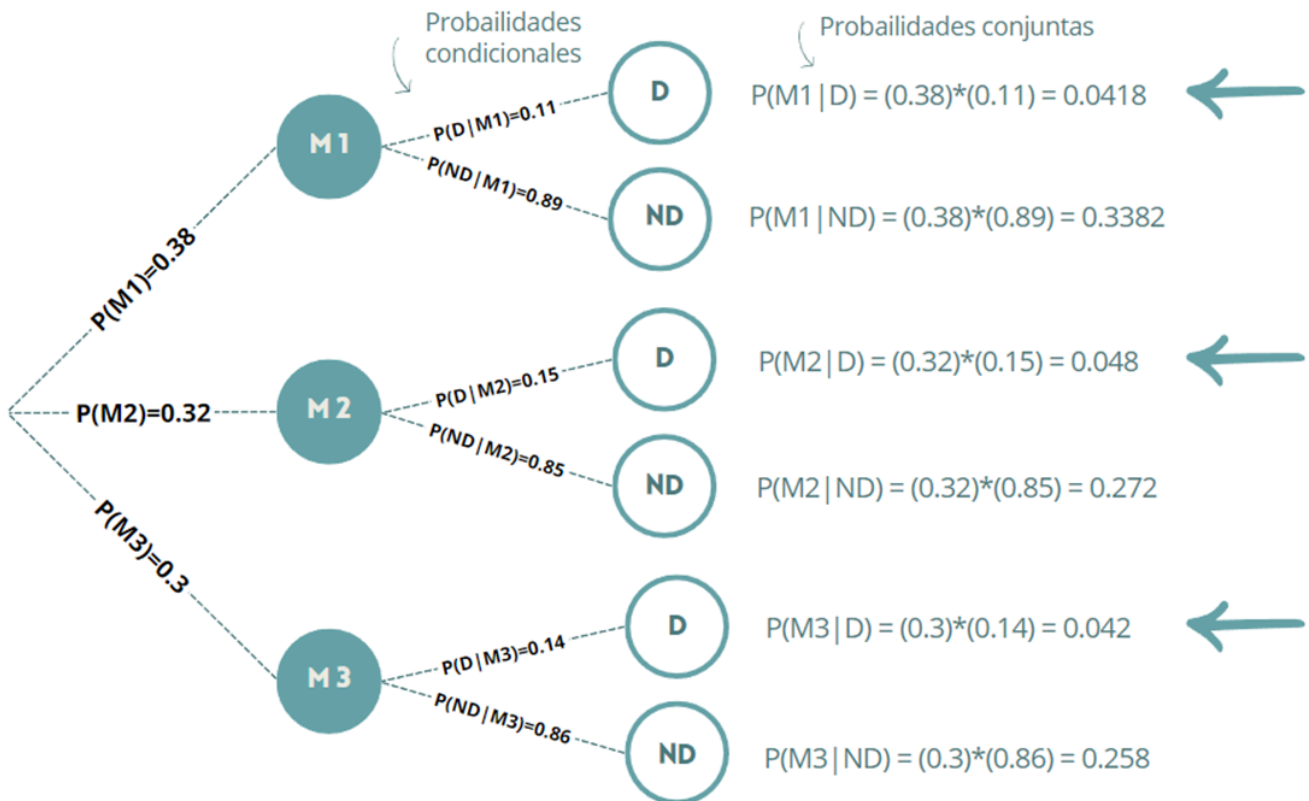 Probailidades
condicionales
Probailidades conjuntas
D
P(M1|D) = (0.38)*(0.11) = 0.0418
P(D|M1)=0.11
M1
P(ND|M1)=0.89
ND
P(M1|ND) = (0.38)*(0.89) = 0.3382
P(M1)=0.38
D
P(M2|D) = (0.32)*(0.15) = 0.048
P(D|M2)=0.15
P(M2)=0.32
M2
P(ND|M2)=0.85
ND
P(M2|ND) = (0.32)*(0.85) = 0.272
P(M3)=0.3
D
P(M3|D) = (0.3)*(0.14) = 0.042
P(D|M3)=0.14
M3
P(ND|M3)=0.86
ND
P(M3|ND) = (0.3)*(0.86) = 0.258